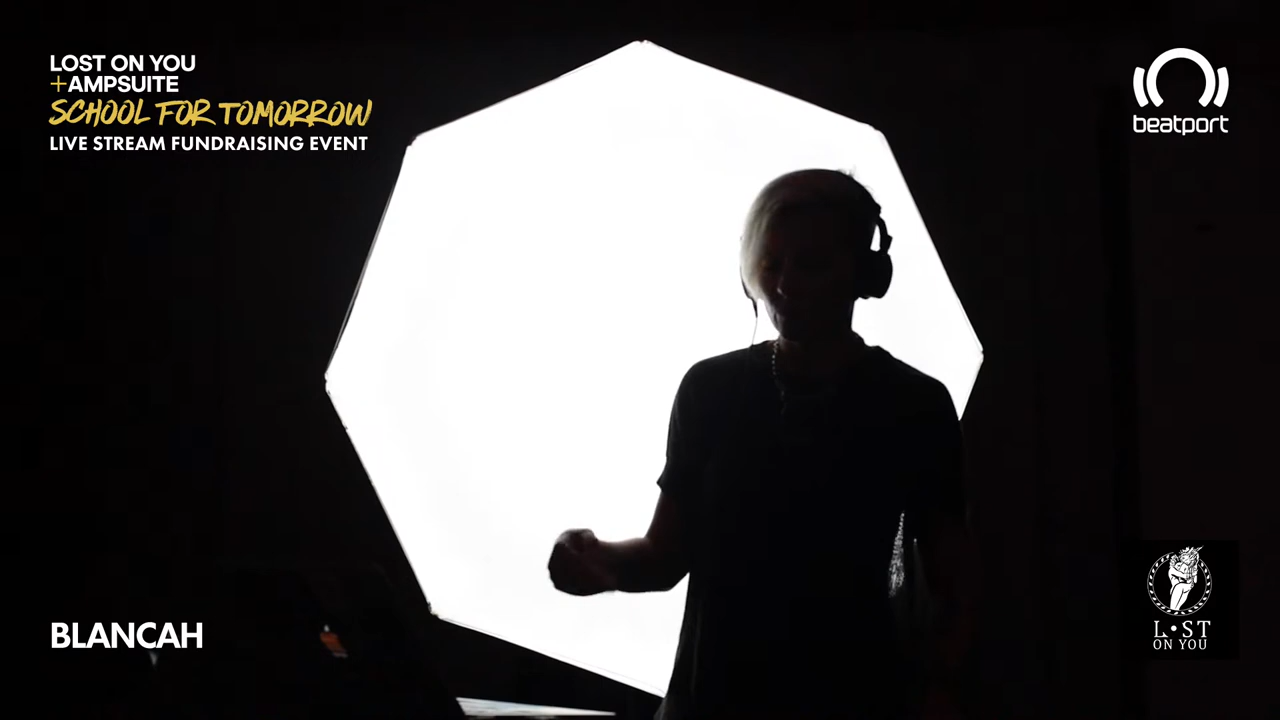 LOST ON YOU
+AMPSUITE
SCHOOL FOR TOMORROW
LIVE STREAM FUNDRAISING EVENT
beatport
BLANCAH
L•ST
ON YOU